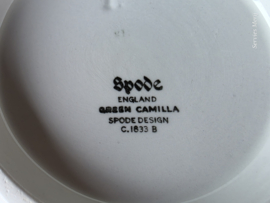 Spode
ENGLAND
GREEN CAMILLA
SPODE DESIGN
C.1833 B